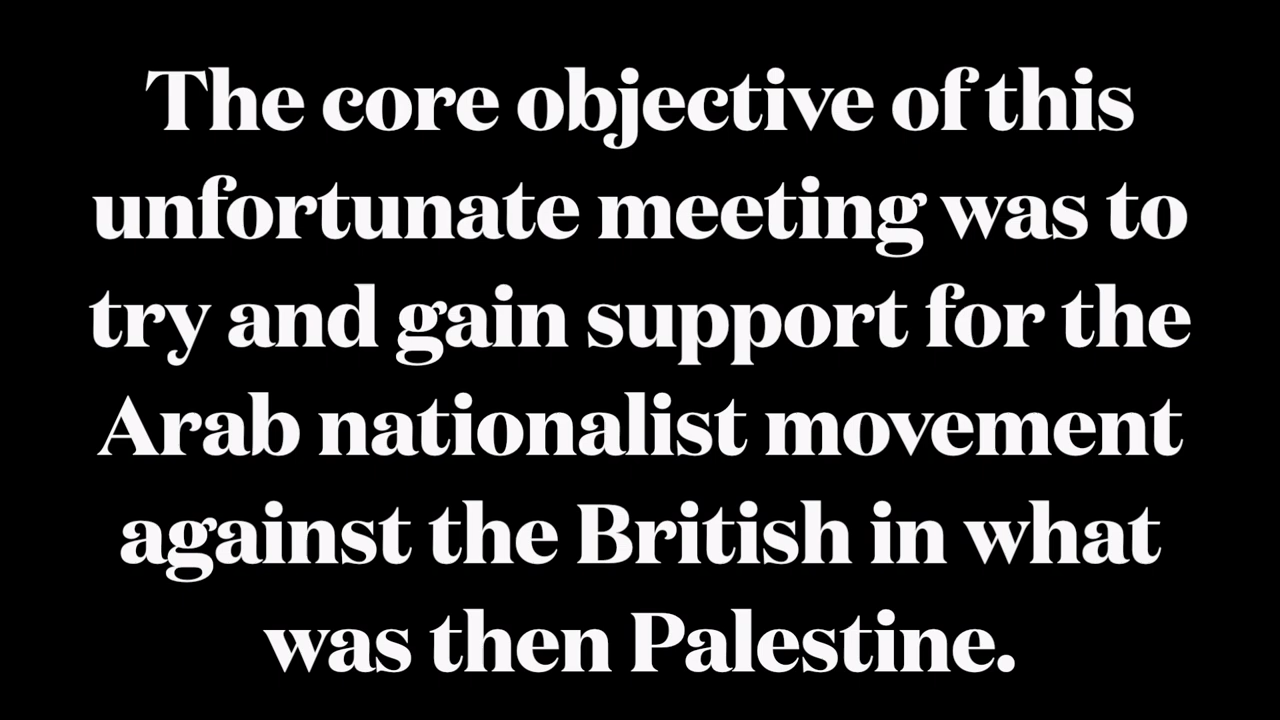 The core objective of this
unfortunate meeting was to
try and gain support for the
Arab nationalist movement
against the British in what
was then Palestine.